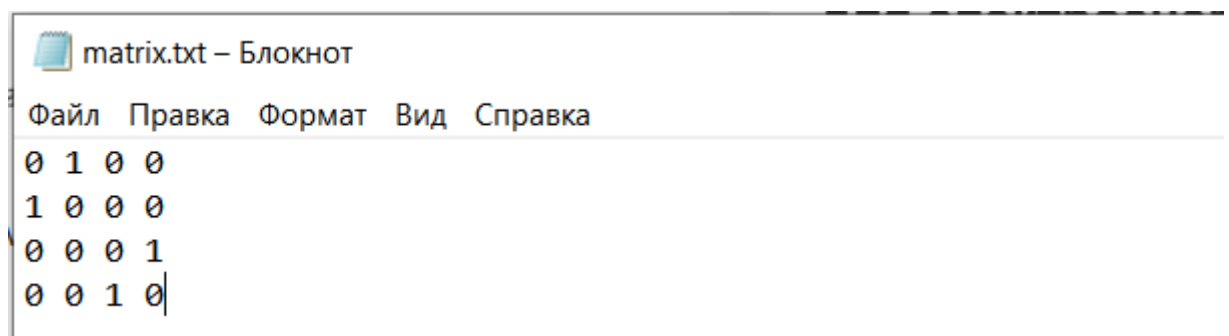 matrix.txt – Блокнот
Файл Правка Формат Вид Справка
0 1 0 0
1 0 0 0
0 0 0 1
0 0 1 0